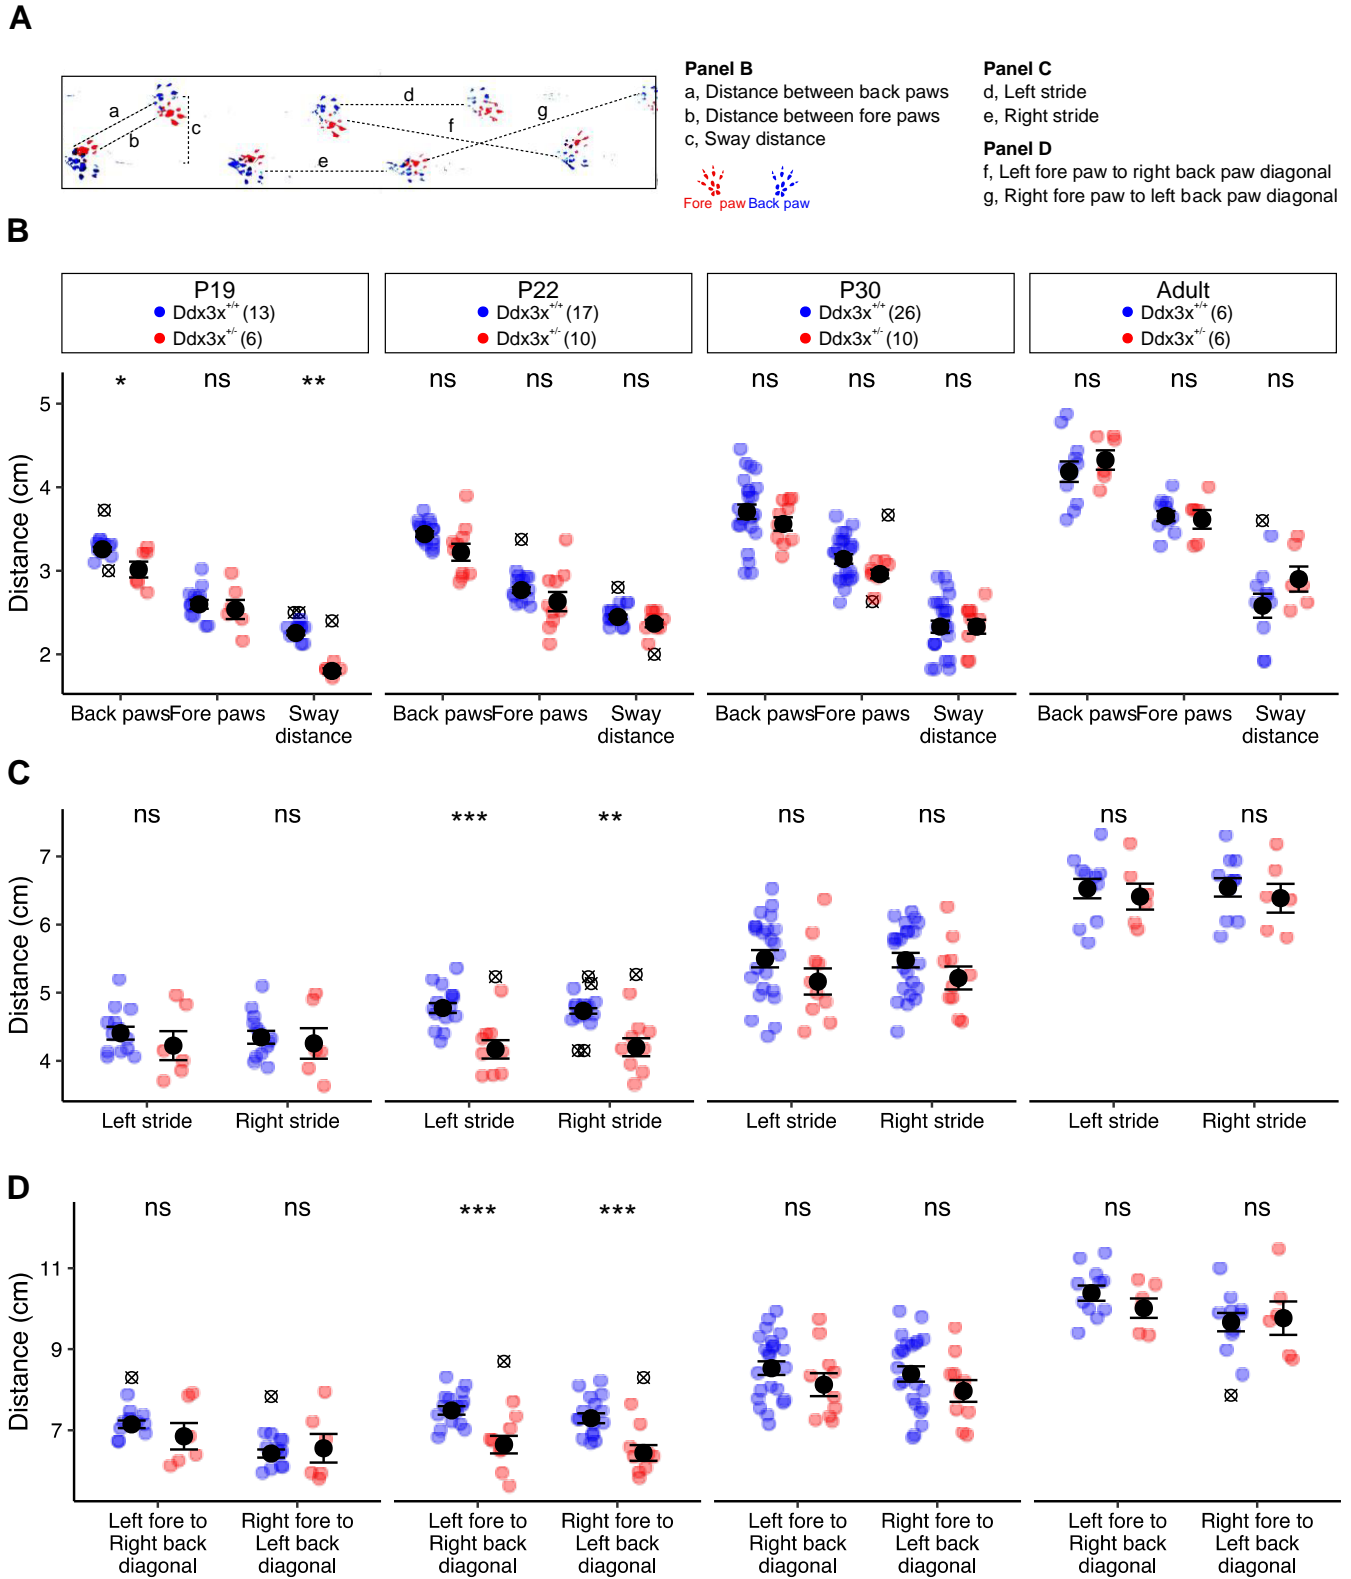 A
a
b
c
d
e
f
g
Panel B
a, Distance between back paws
b, Distance between fore paws
c, Sway distance
Fore paw Back paw
Panel C
d, Left stride
e, Right stride
Panel D
f, Left fore paw to right back paw diagonal
g, Right fore paw to left back paw diagonal
B
P19
Ddx3x+/+ (13)
Ddx3x+/- (6)
P22
Ddx3x+/+ (17)
Ddx3x+/- (10)
P30
Ddx3x+/+ (26)
Ddx3x+/- (10)
Adult
Ddx3x+/+ (6)
Ddx3x+/- (6)
* ns ** ns ns ns ns ns ns ns ns ns
Distance (cm)
5
4
3
2
Back paws Fore paws Sway distance
Back paws Fore paws Sway distance
Back paws Fore paws Sway distance
Back paws Fore paws Sway distance
C
ns ns *** ** ns ns ns ns
Distance (cm)
7
6
5
4
Left stride Right stride Left stride Right stride Left stride Right stride Left stride Right stride
D
ns ns *** *** ns ns ns ns
Distance (cm)
11
9
7
Left fore to Right fore to Left fore to Right fore to Left fore to Right fore to Left fore to Right fore to
Right back Left back Right back Left back Right back Left back Right back Left back
diagonal diagonal diagonal diagonal diagonal diagonal diagonal diagonal